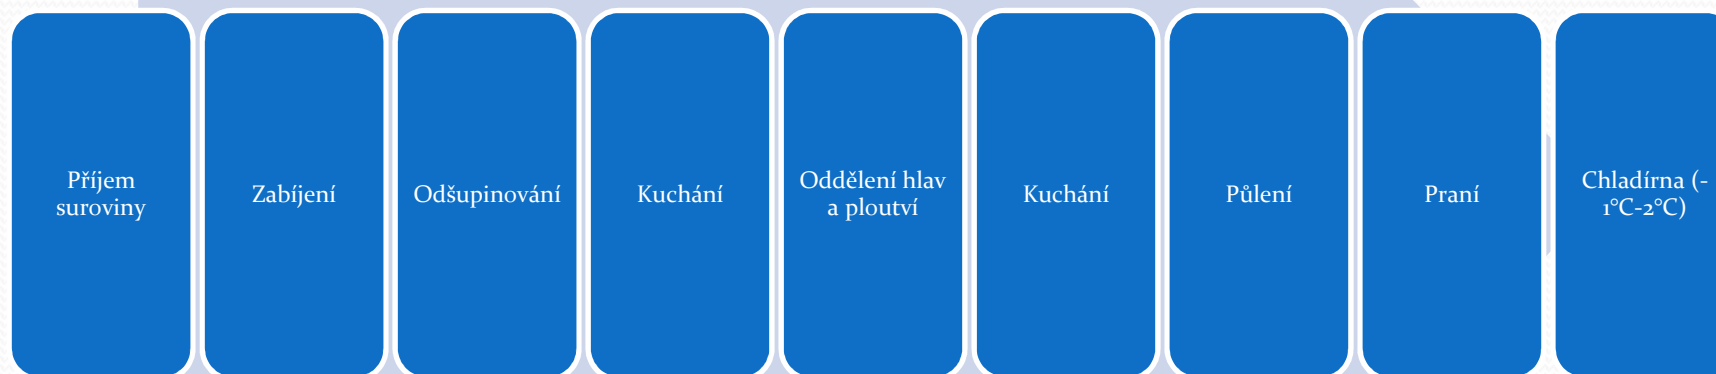 Příjem
suroviny
Zabíjení
Odšupinování
Kuchání
Oddělení hlav
a ploutví
Kuchání
Půlení
Praní
Chladírna (-
1°C-2°C)